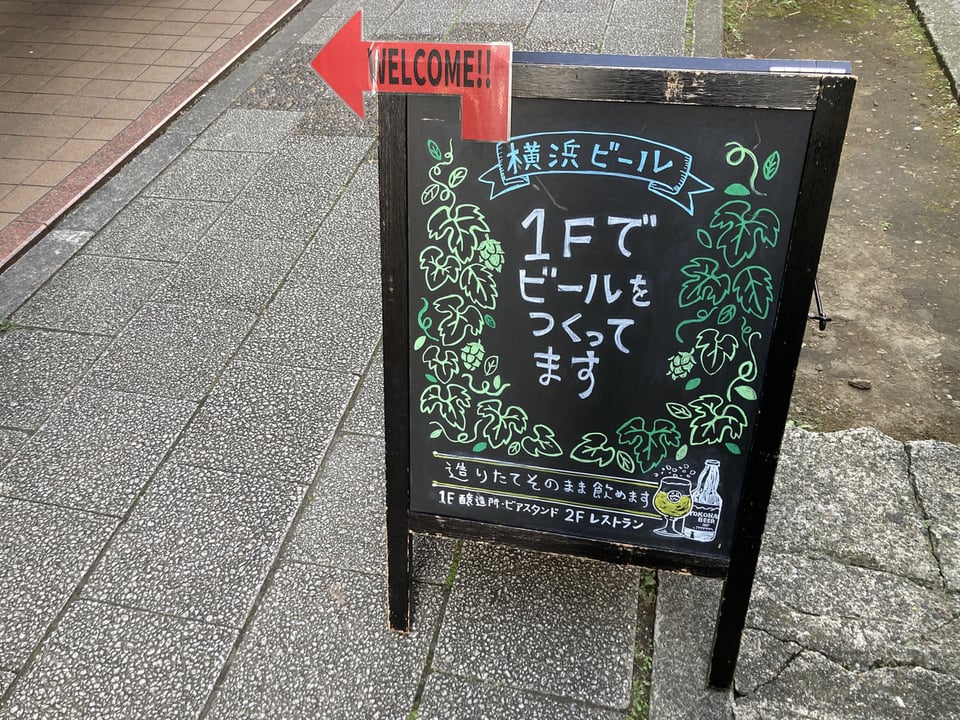 WELCOME!!
横浜ビール
1Fで
ビールを
つくって
ます
造りたてそのまま飲めます
1F 醸造所・ビアスタンド 2F レストラン
YOKOHAMA
BEER